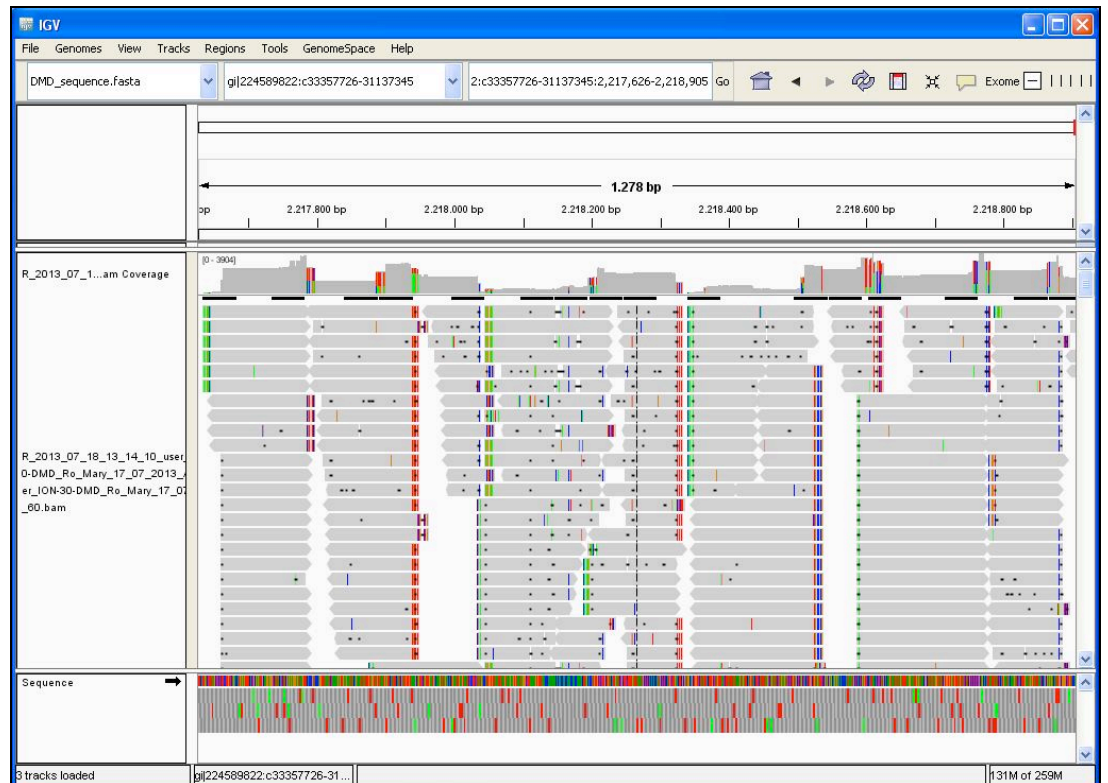 IGV
File Genomes View Tracks Regions Tools GenomeSpace Help
DMD_sequence.fasta gi|224589822:c33357726-31137345 2:c33357726-31137345:2,217,626-2,218,905 Go Exome
1.278 bp
bp 2.217.800 bp 2.218.000 bp 2.218.200 bp 2.218.400 bp 2.218.600 bp 2.218.800 bp
R_2013_07_1...am Coverage
[0 - 3904]
R_2013_07_18_13_14_10_user_
0-DMD_Ro_Mary_17_07_2013_
er_ION-30-DMD_Ro_Mary_17_07
_60.bam
Sequence
3 tracks loaded gi|224589822:c33357726-31... 131M of 259M